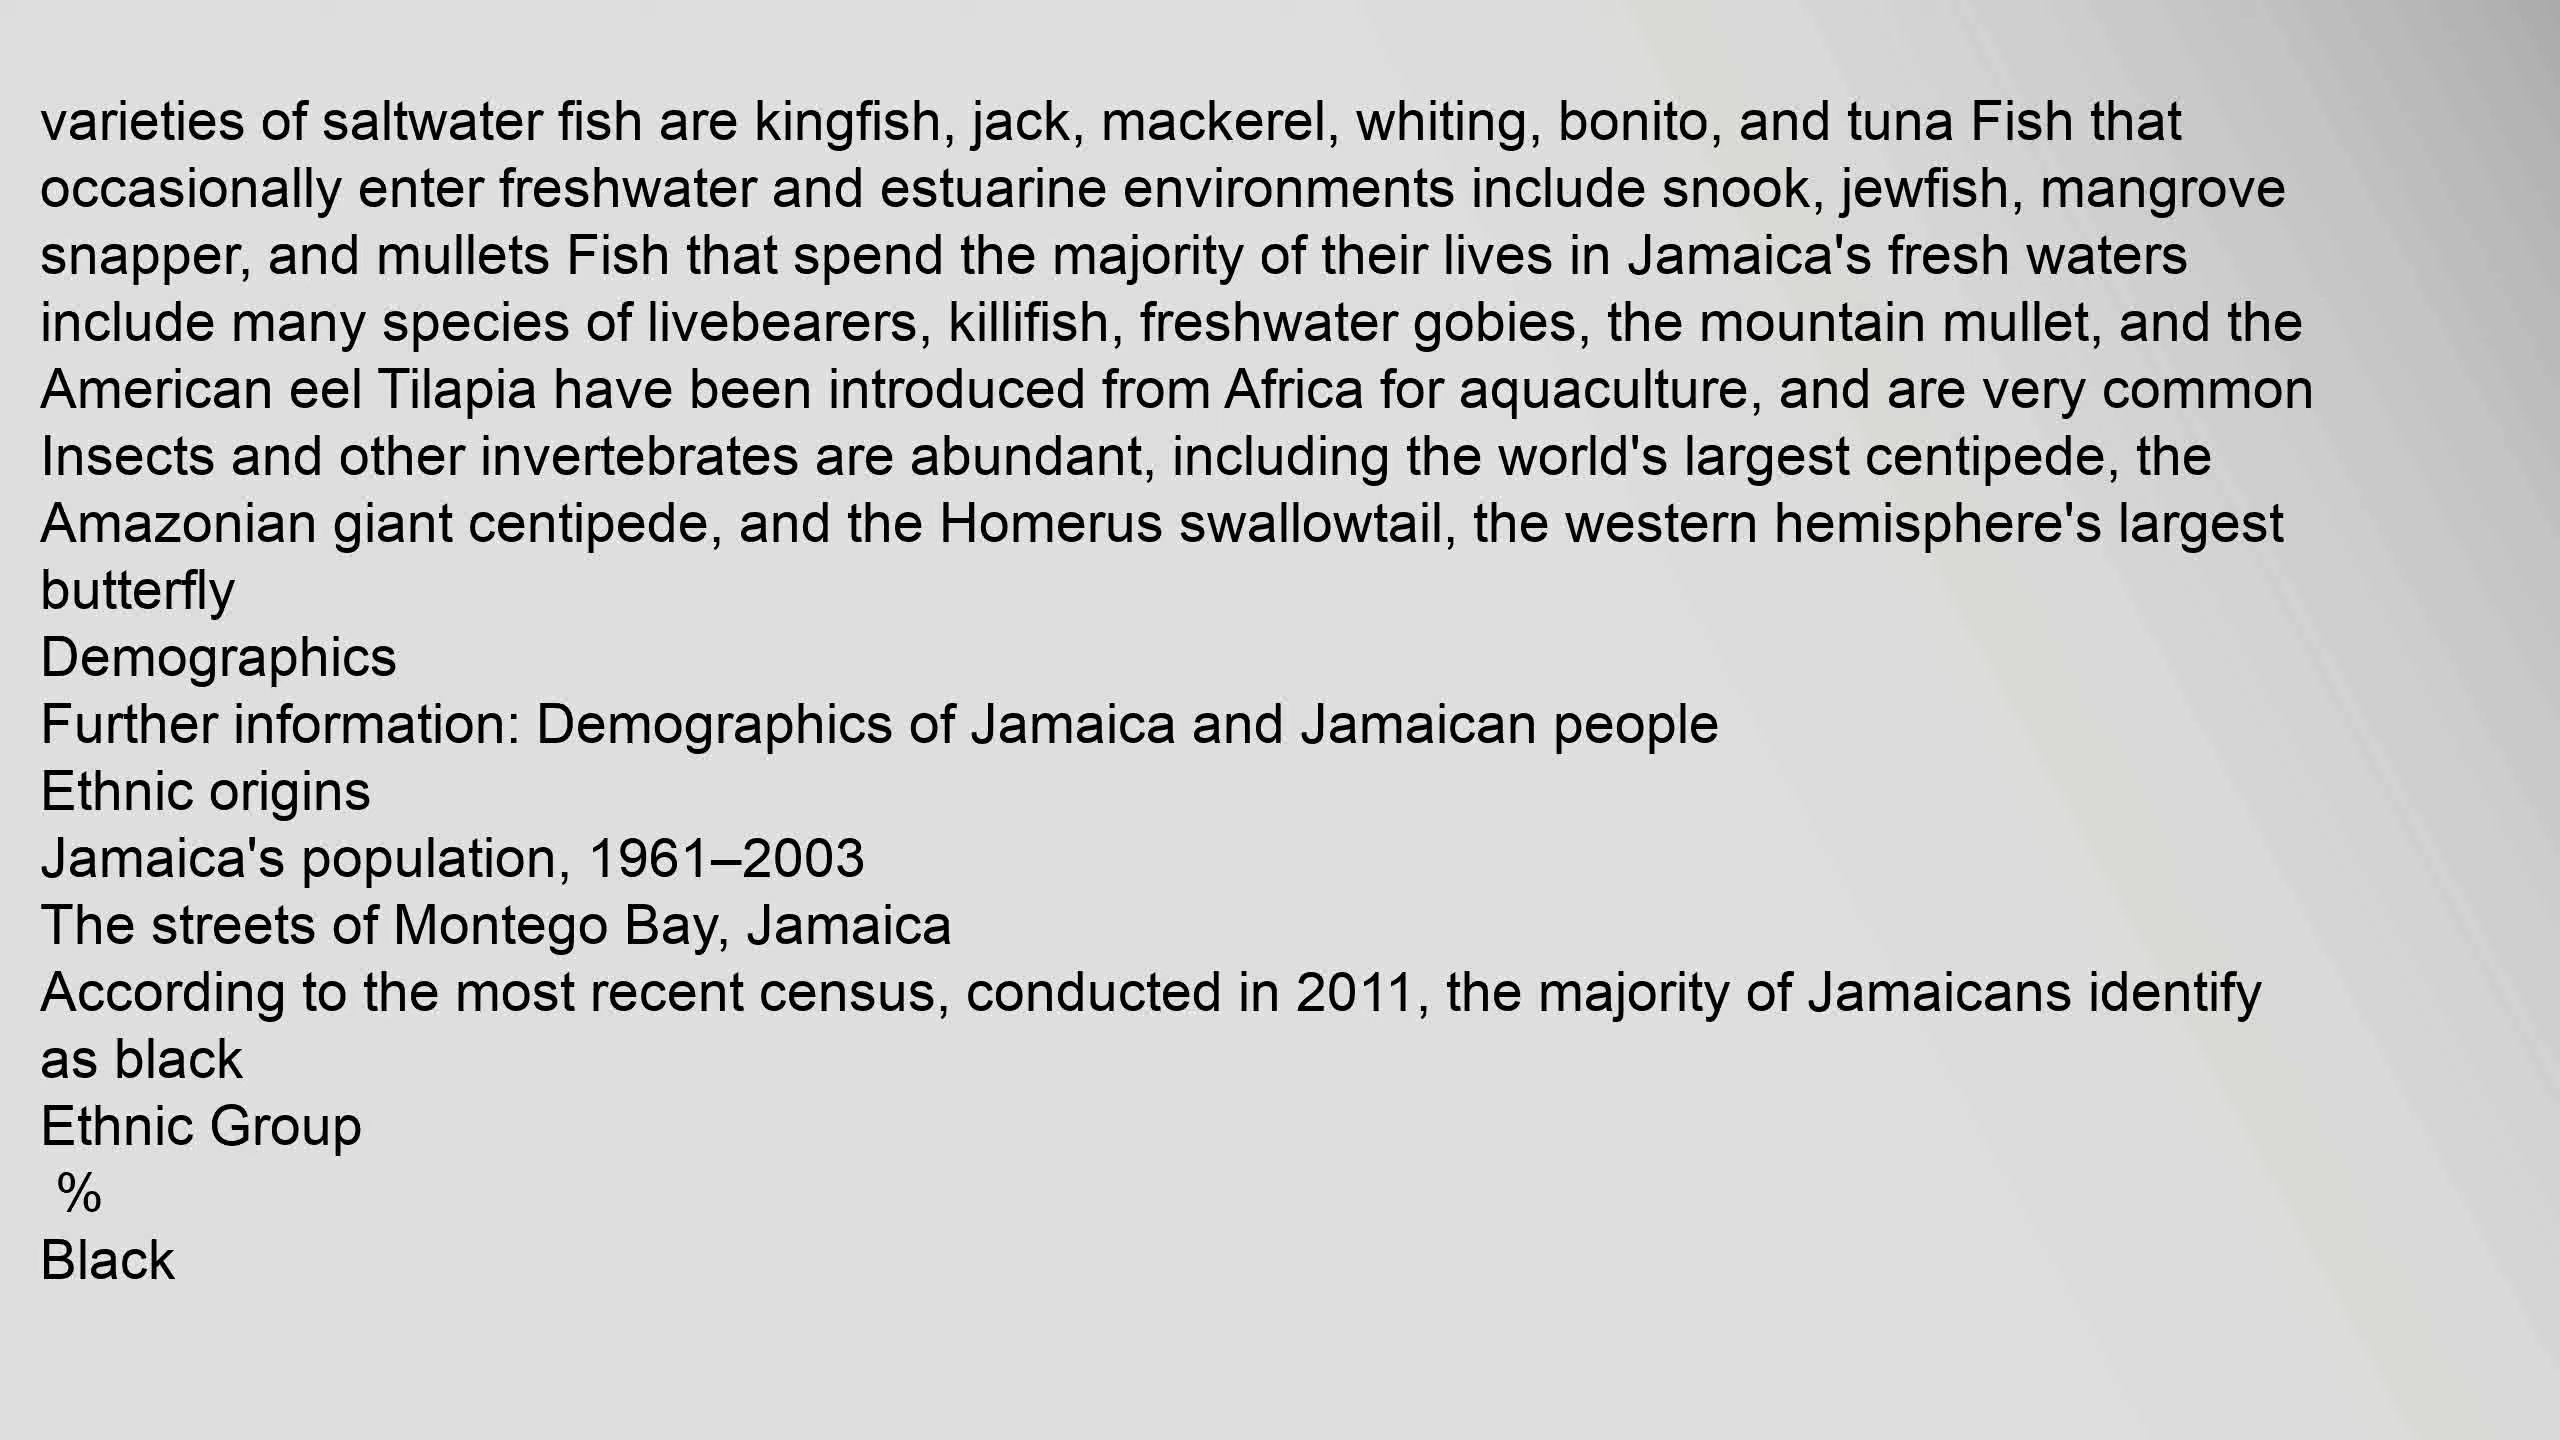 varieties of saltwater fish are kingfish, jack, mackerel, whiting, bonito, and tuna Fish that
occasionally enter freshwater and estuarine environments include snook, jewfish, mangrove
snapper, and mullets Fish that spend the majority of their lives in Jamaica's fresh waters
include many species of livebearers, killifish, freshwater gobies, the mountain mullet, and the
American eel Tilapia have been introduced from Africa for aquaculture, and are very common
Insects and other invertebrates are abundant, including the world's largest centipede, the
Amazonian giant centipede, and the Homerus swallowtail, the western hemisphere's largest
butterfly
Demographics
Further information: Demographics of Jamaica and Jamaican people
Ethnic origins
Jamaica's population, 1961–2003
The streets of Montego Bay, Jamaica
According to the most recent census, conducted in 2011, the majority of Jamaicans identify
as black
Ethnic Group
%
Black